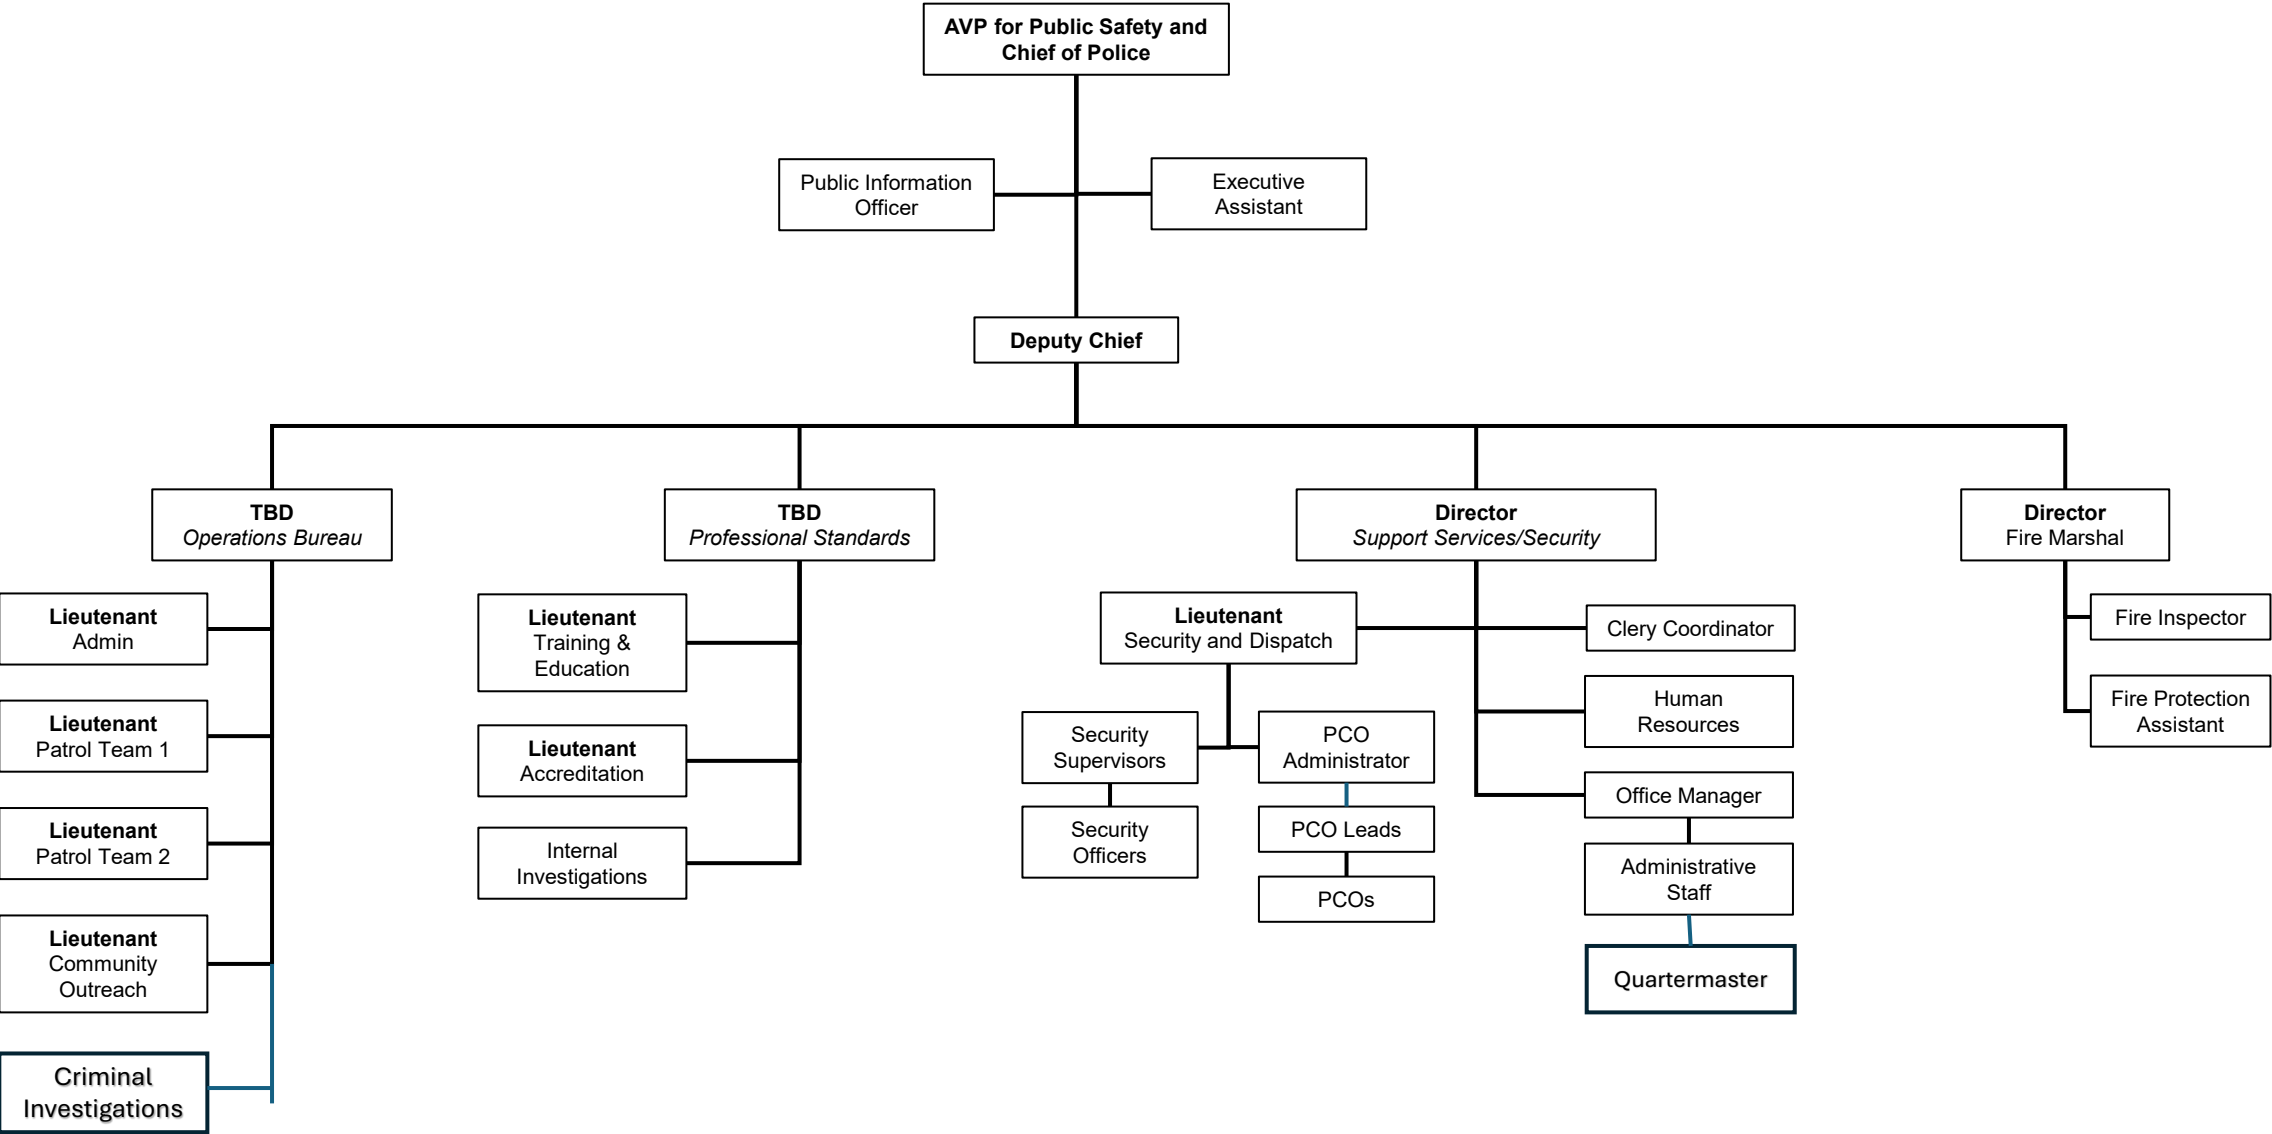 AVP for Public Safety and
Chief of Police
Public Information
Officer
Executive
Assistant
Deputy Chief
TBD
Operations Bureau
TBD
Professional Standards
Director
Support Services/Security
Director
Fire Marshal
Lieutenant
Admin
Lieutenant
Patrol Team 1
Lieutenant
Patrol Team 2
Lieutenant
Community
Outreach
Criminal
Investigations
Lieutenant
Training &
Education
Lieutenant
Accreditation
Internal
Investigations
Lieutenant
Security and Dispatch
Security
Supervisors
Security
Officers
PCO
Administrator
PCO Leads
PCOs
Clery Coordinator
Human
Resources
Office Manager
Administrative
Staff
Quartermaster
Fire Inspector
Fire Protection
Assistant